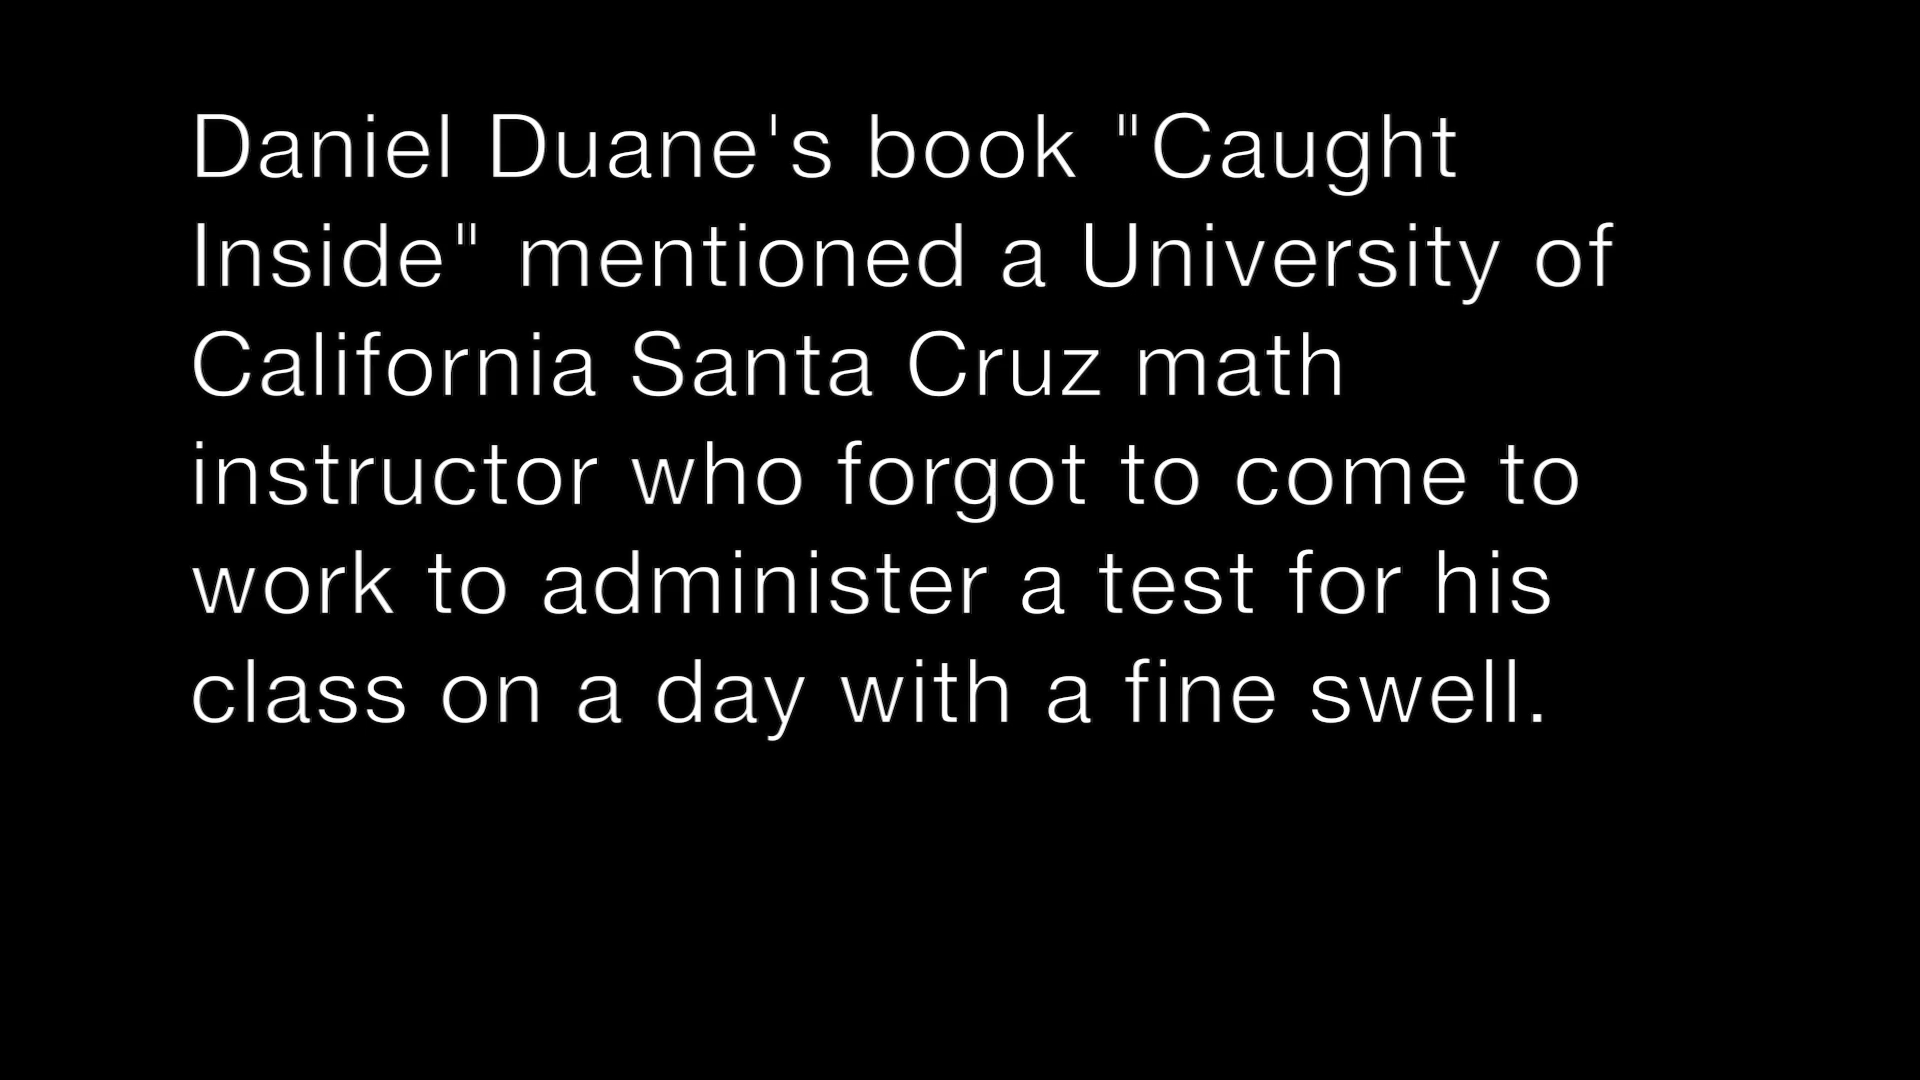 Daniel Duane's book "Caught
Inside" mentioned a University of
California Santa Cruz math
instructor who forgot to come to
work to administer a test for his
class on a day with a fine swell.